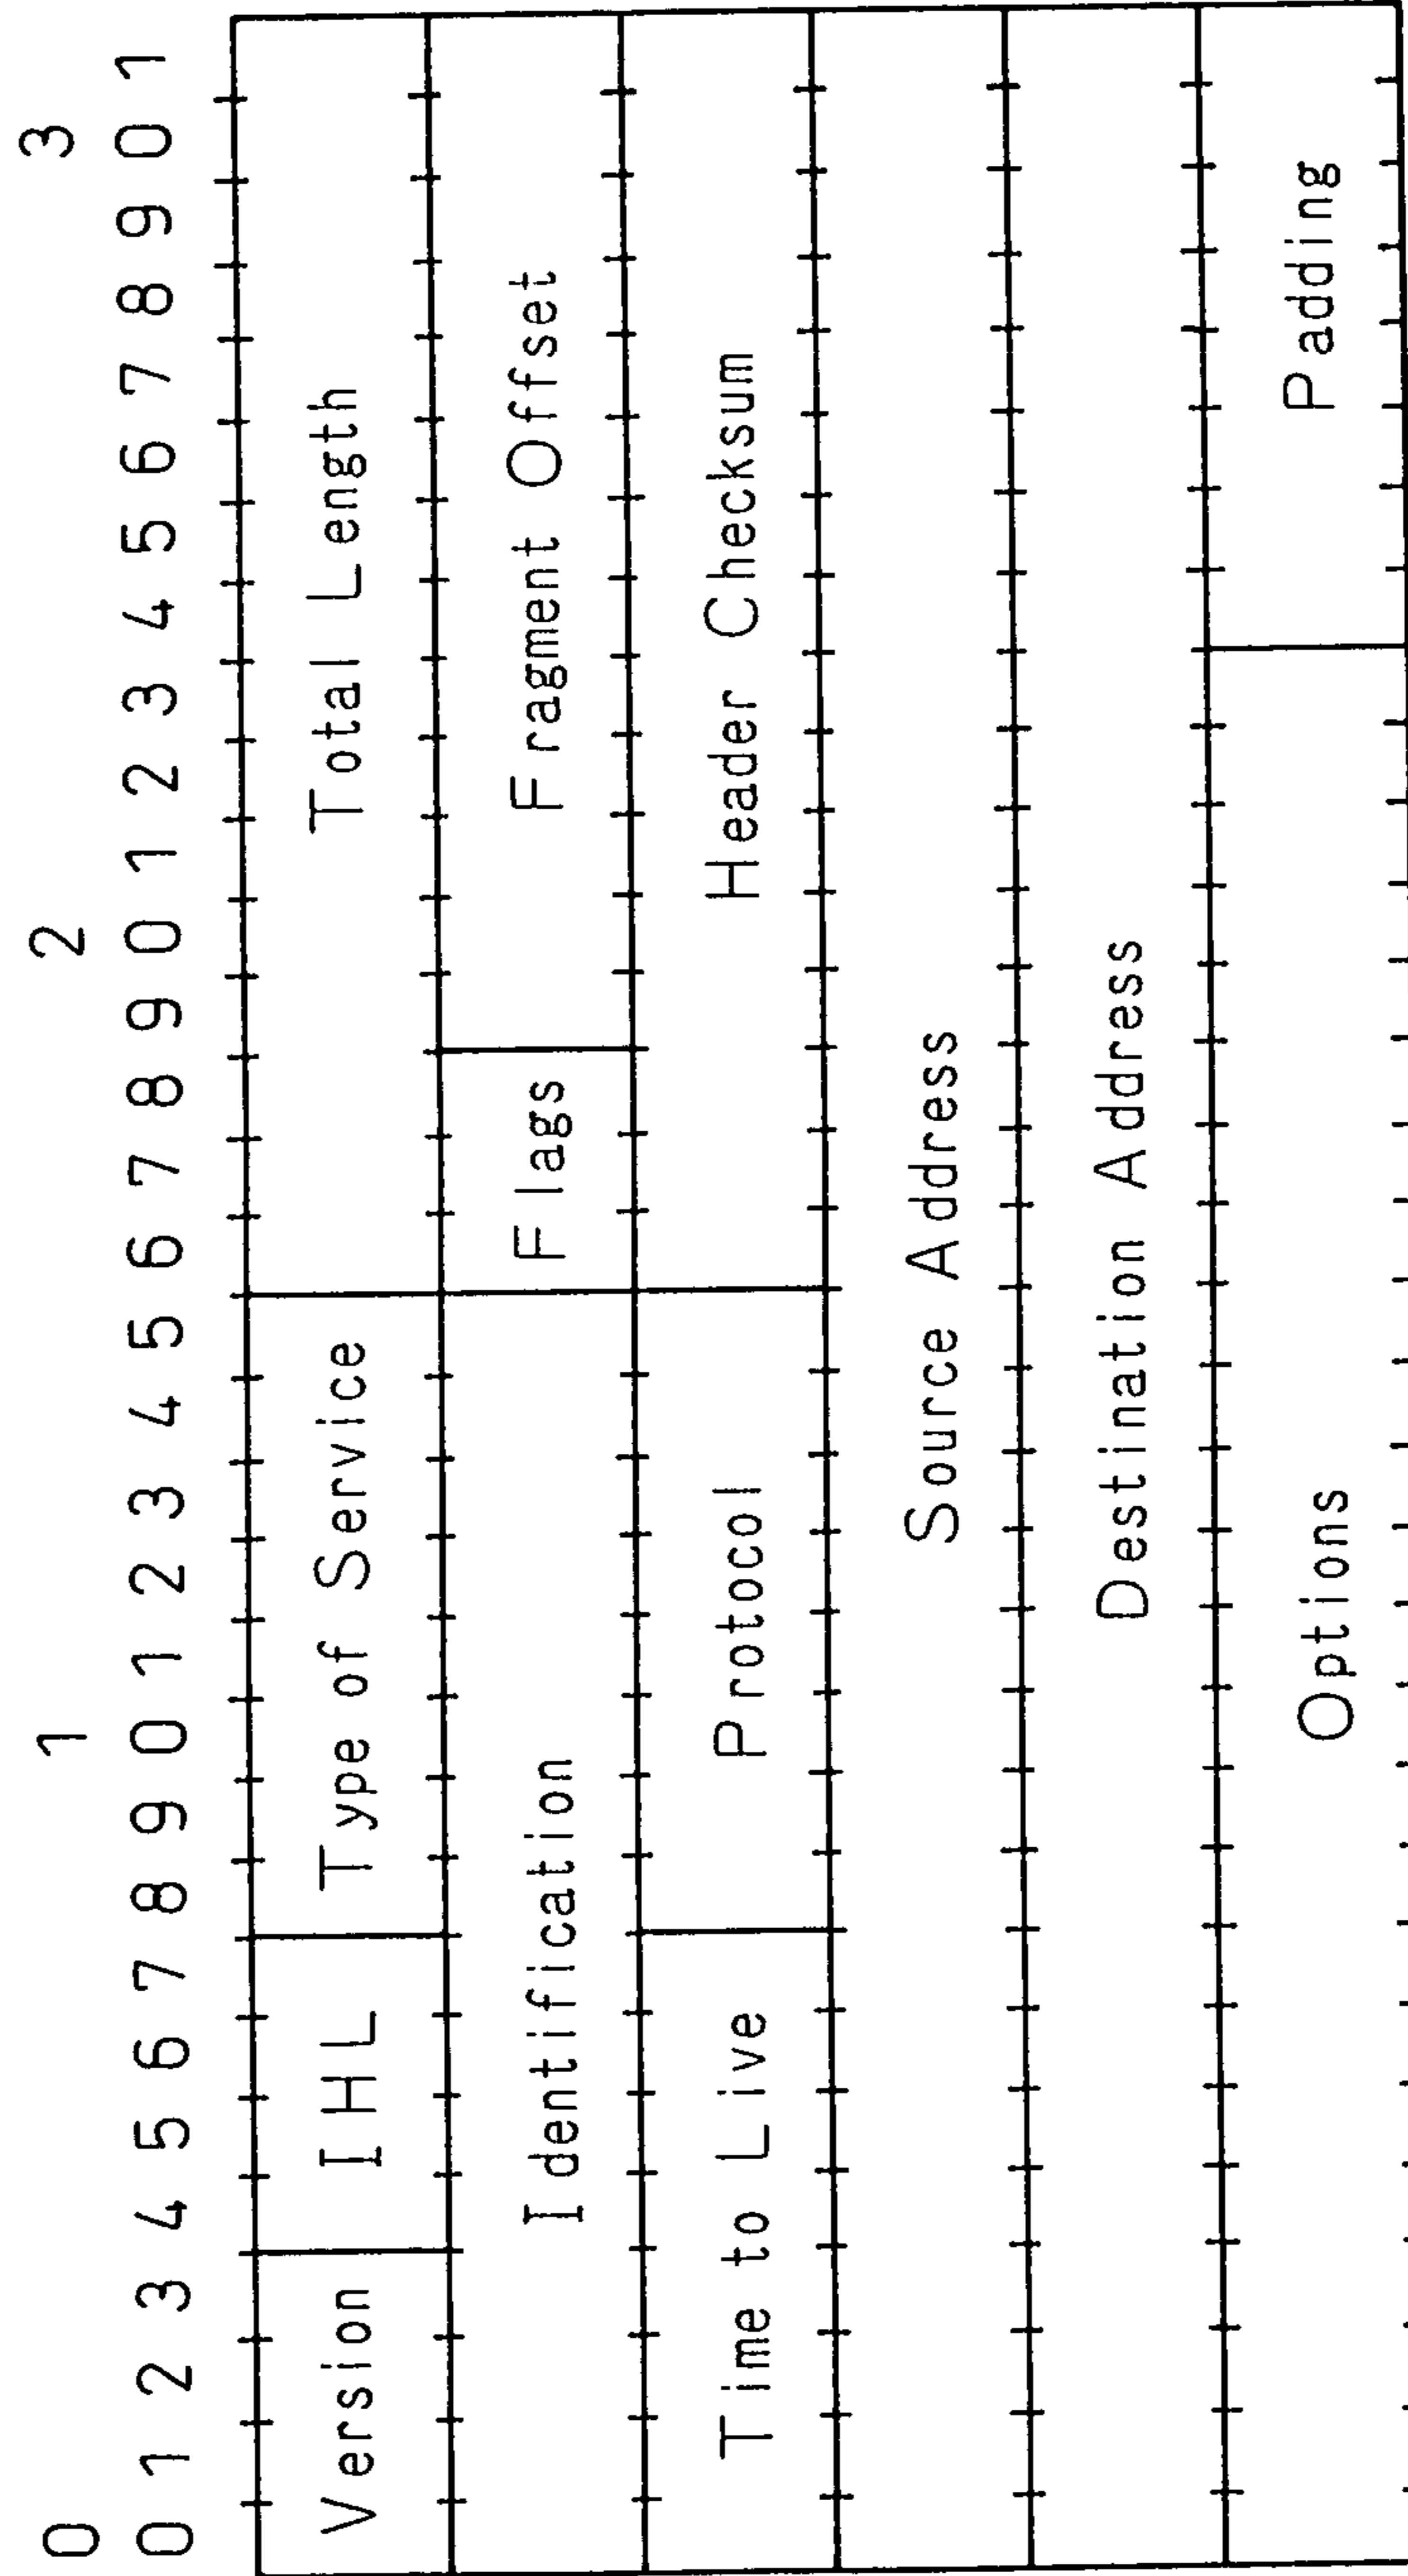 0 1 2 3
0 1 2 3 4 5 6 7 8 9 0 1 2 3 4 5 6 7 8 9 0 1 2 3 4 5 6 7 8 9 0 1
Version IHL Type of Service Total Length
Identification Flags Fragment Offset
Time to Live Protocol Header Checksum
Source Address
Destination Address
Options Padding